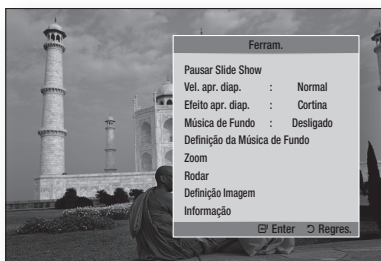 Ferram.
Pausar Slide Show
Vel. apr. diap. : Normal
Efeito apr. diap. : Cortina
Música de Fundo : Desligado
Definição da Música de Fundo
Zoom
Rodar
Definição Imagem
Informação
Enter Regres.